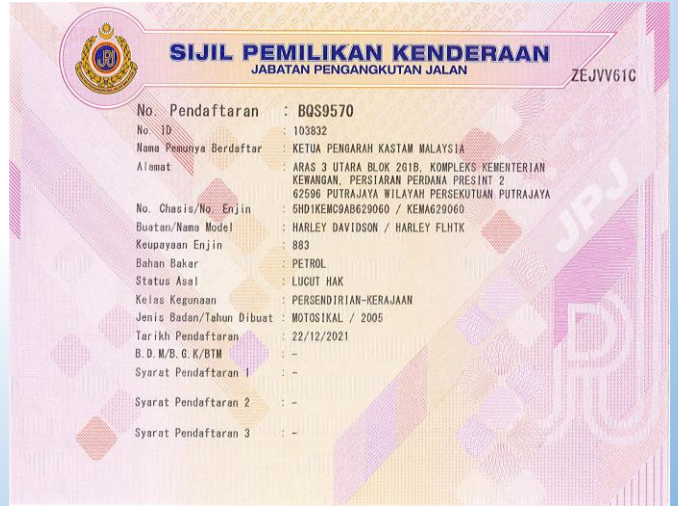 SIJIL PEMILIKAN KENDERAAN
JABATAN PENGANGKUTAN JALAN
ZEJVV61C
No. Pendaftaran : BQS9570
No. ID : 103832
Nama Pemunya Berdaftar : KETUA PENGARAH KASTAM MALAYSIA
Alamat : ARAS 3 UTARA BLOK 2G1B, KOMPLEKS KEMENTERIAN
KEWANGAN, PERSIARAN PERDANA PRESINT 2
62596 PUTRAJAYA WILAYAH PERSEKUTUAN PUTRAJAYA
No. Chasis/No. Enjin : 5HD1KEMC9AB629060 / KEMA629060
Buatan/Nama Model : HARLEY DAVIDSON / HARLEY FLHTK
Keupayaan Enjin : 883
Bahan Bakar : PETROL
Status Asal : LUCUT HAK
Kelas Kegunaan : PERSENDIRIAN-KERAJAAN
Jenis Badan/Tahun Dibuat : MOTOSIKAL / 2005
Tarikh Pendaftaran : 22/12/2021
B.D.M/B.G.K/BTM : -
Syarat Pendaftaran 1 : -
Syarat Pendaftaran 2 : -
Syarat Pendaftaran 3 : -
JPJ